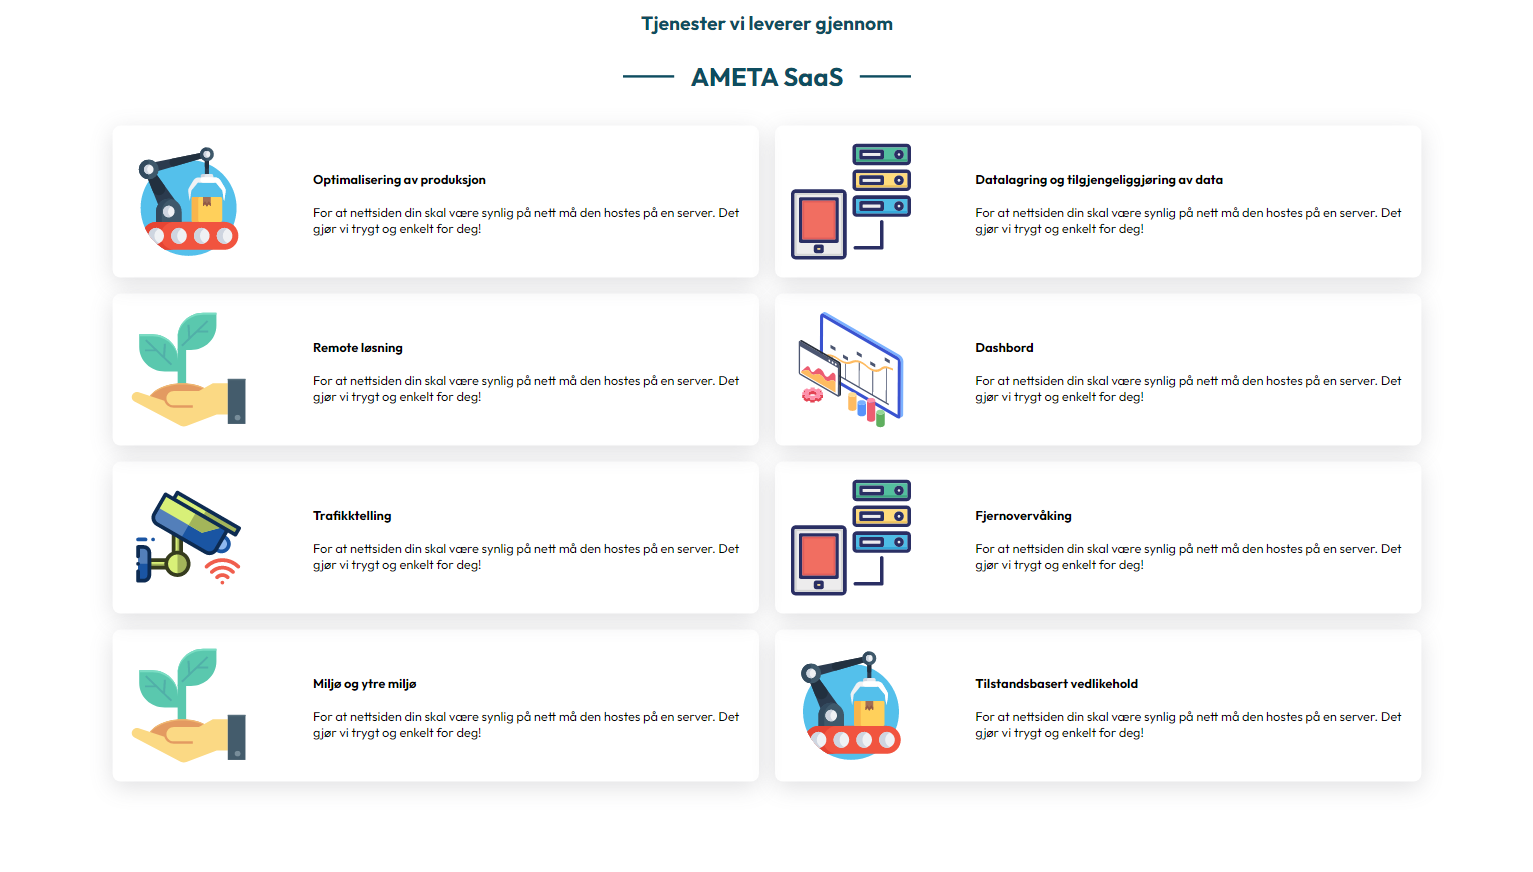 Tjenester vi leverer gjennom
AMETA SaaS
Optimalisering av produksjon
For at nettsiden din skal være synlig på nett må den hostes på en server. Det
gjør vi trygt og enkelt for deg!
Datalagring og tilgjengeliggjøring av data
For at nettsiden din skal være synlig på nett må den hostes på en server. Det
gjør vi trygt og enkelt for deg!
Remote løsning
For at nettsiden din skal være synlig på nett må den hostes på en server. Det
gjør vi trygt og enkelt for deg!
Dashbord
For at nettsiden din skal være synlig på nett må den hostes på en server. Det
gjør vi trygt og enkelt for deg!
Trafikktelling
For at nettsiden din skal være synlig på nett må den hostes på en server. Det
gjør vi trygt og enkelt for deg!
Fjernovervåking
For at nettsiden din skal være synlig på nett må den hostes på en server. Det
gjør vi trygt og enkelt for deg!
Miljø og ytre miljø
For at nettsiden din skal være synlig på nett må den hostes på en server. Det
gjør vi trygt og enkelt for deg!
Tilstandsbasert vedlikehold
For at nettsiden din skal være synlig på nett må den hostes på en server. Det
gjør vi trygt og enkelt for deg!